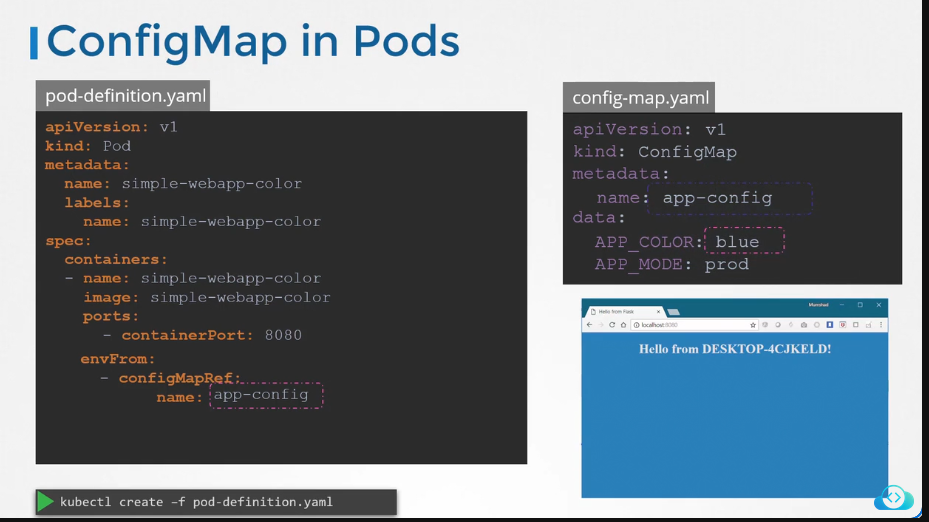 ConfigMap in Pods
pod-definition.yaml
apiVersion: v1
kind: Pod
metadata:
  name: simple-webapp-color
  labels:
    name: simple-webapp-color
spec:
  containers:
  - name: simple-webapp-color
    image: simple-webapp-color
    ports:
      - containerPort: 8080
    envFrom:
      - configMapRef:
            name: app-config
kubectl create -f pod-definition.yaml
config-map.yaml
apiVersion: v1
kind: ConfigMap
metadata:
  name: app-config
data:
  APP_COLOR: blue
  APP_MODE: prod
Hello from Flask
localhost:8080
Hello from DESKTOP-4CJKELD!